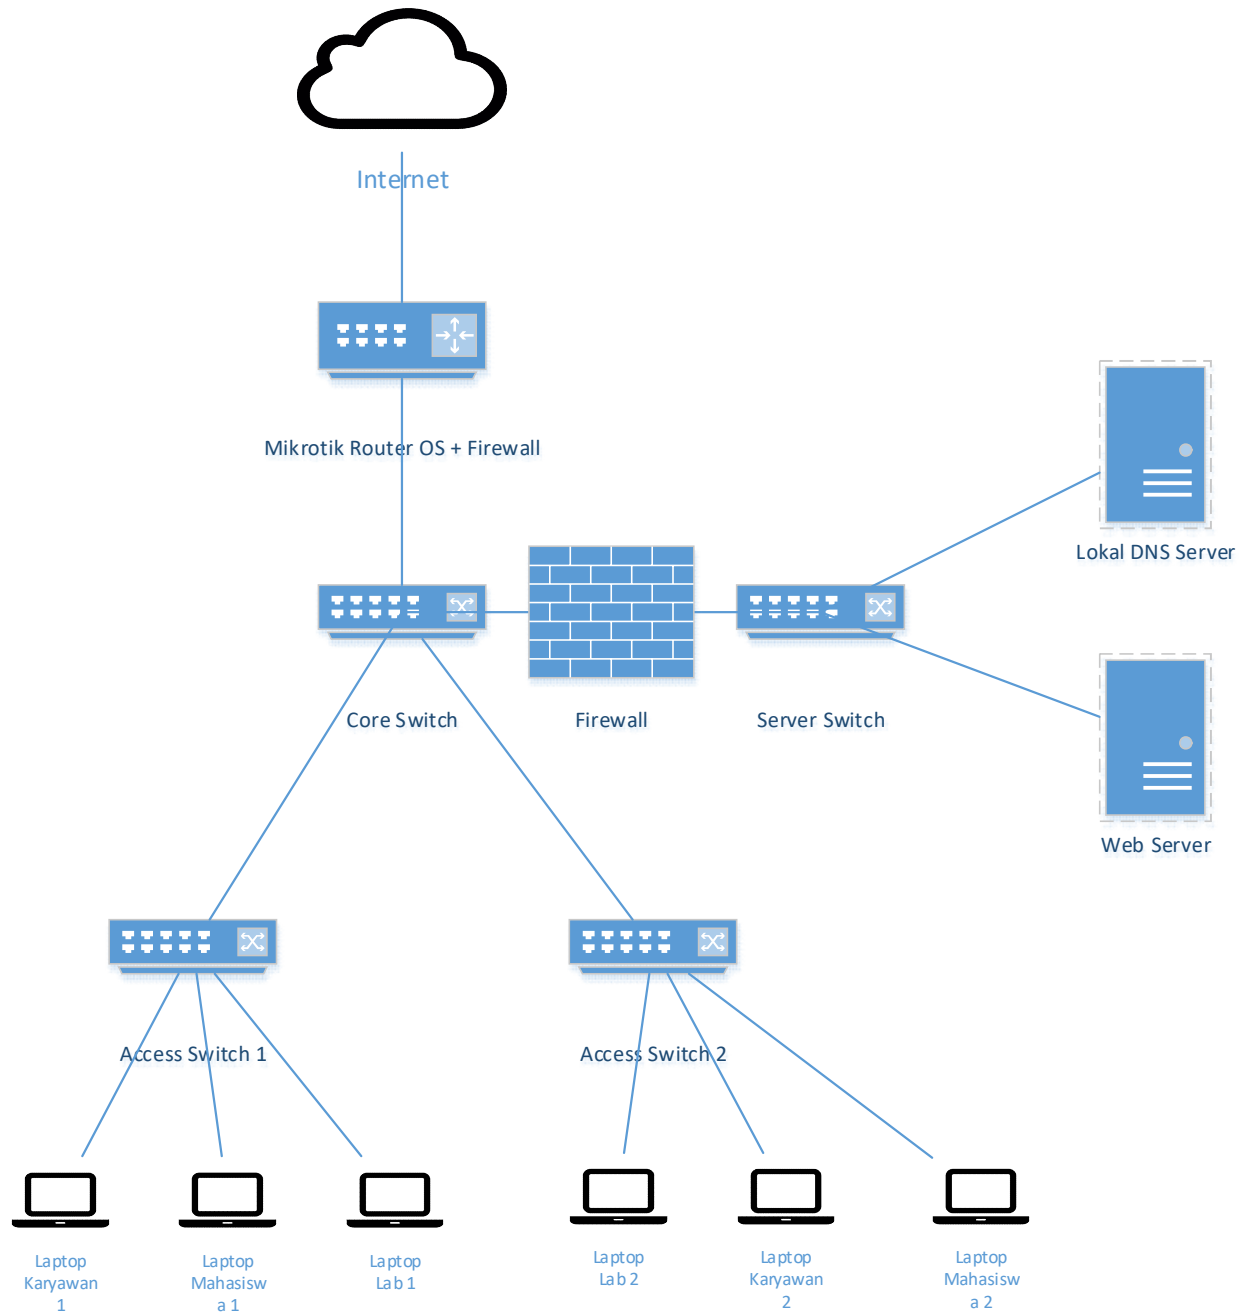 Internet
Mikrotik Router OS + Firewall
Lokal DNS Server
Core Switch
Firewall
Server Switch
Web Server
Access Switch 1
Access Switch 2
Laptop
Karyawan
1
Laptop
Mahasisw
a 1
Laptop
Lab 1
Laptop
Lab 2
Laptop
Karyawan
2
Laptop
Mahasisw
a 2